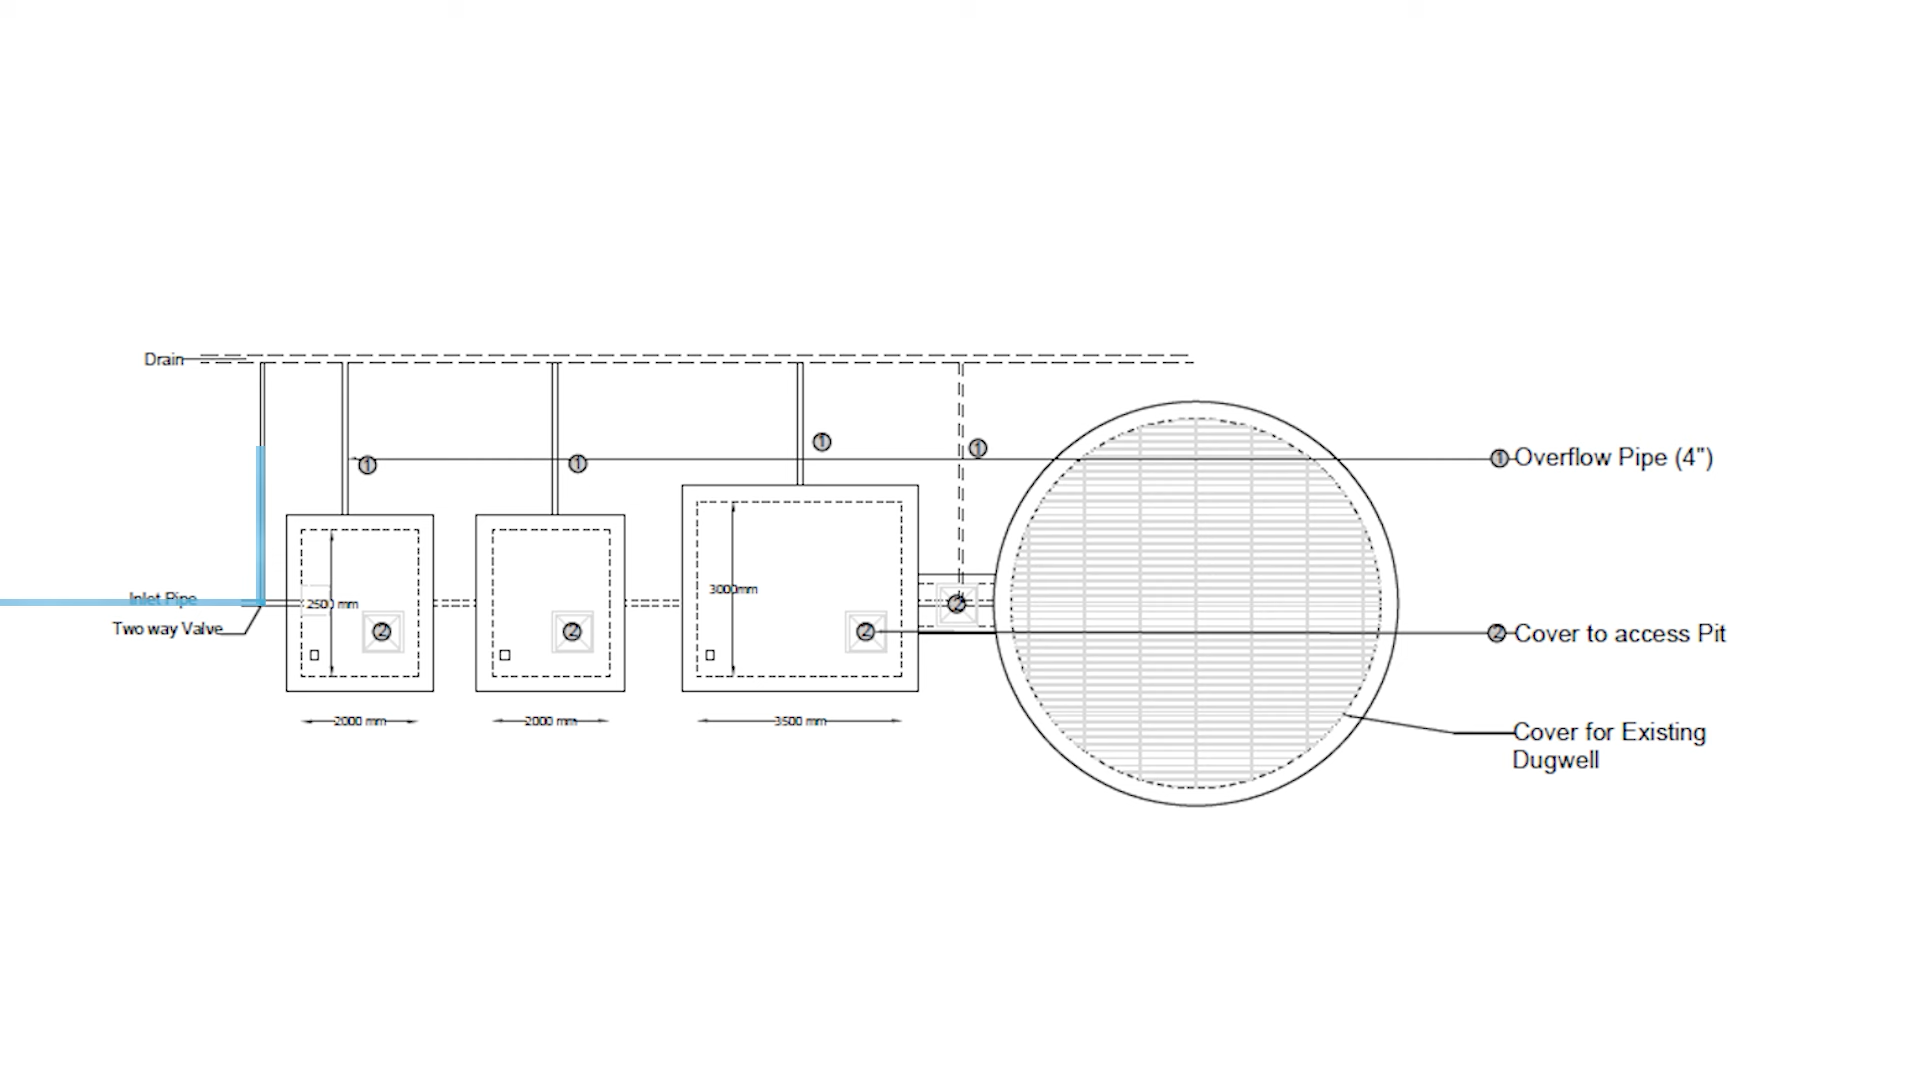 Drain
1
1
1
1
1 Overflow Pipe (4")
Inlet Pipe
2500 mm
3000mm
2
Two way Valve
2
2
2
2 Cover to access Pit
2000 mm
2000 mm
3500 mm
Cover for Existing
Dugwell